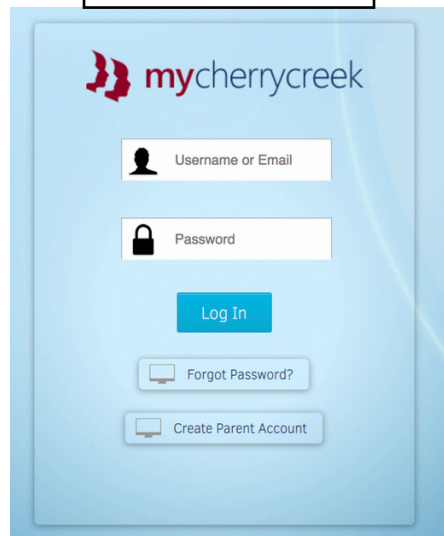 mycherrycreek
Username or Email
Password
Log In
Forgot Password?
Create Parent Account